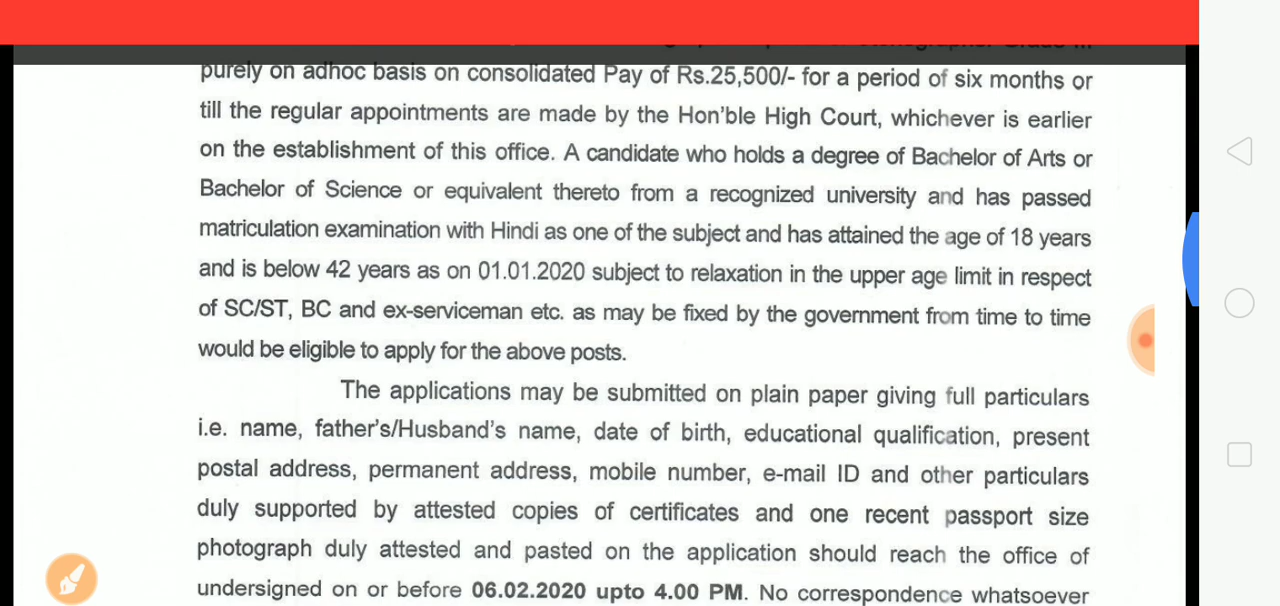 purely on adhoc basis on consolidated Pay of Rs.25,500/- for a period of six months or
till the regular appointments are made by the Hon'ble High Court, whichever is earlier
on the establishment of this office. A candidate who holds a degree of Bachelor of Arts or
Bachelor of Science or equivalent thereto from a recognized university and has passed
matriculation examination with Hindi as one of the subject and has attained the age of 18 years
and is below 42 years as on 01.01.2020 subject to relaxation in the upper age limit in respect
of SC/ST, BC and ex-serviceman etc. as may be fixed by the government from time to time
would be eligible to apply for the above posts.
The applications may be submitted on plain paper giving full particulars
i.e. name, father's/Husband's name, date of birth, educational qualification, present
postal address, permanent address, mobile number, e-mail ID and other particulars
duly supported by attested copies of certificates and one recent passport size
photograph duly attested and pasted on the application should reach the office of
undersigned on or before 06.02.2020 upto 4.00 PM. No correspondence whatsoever